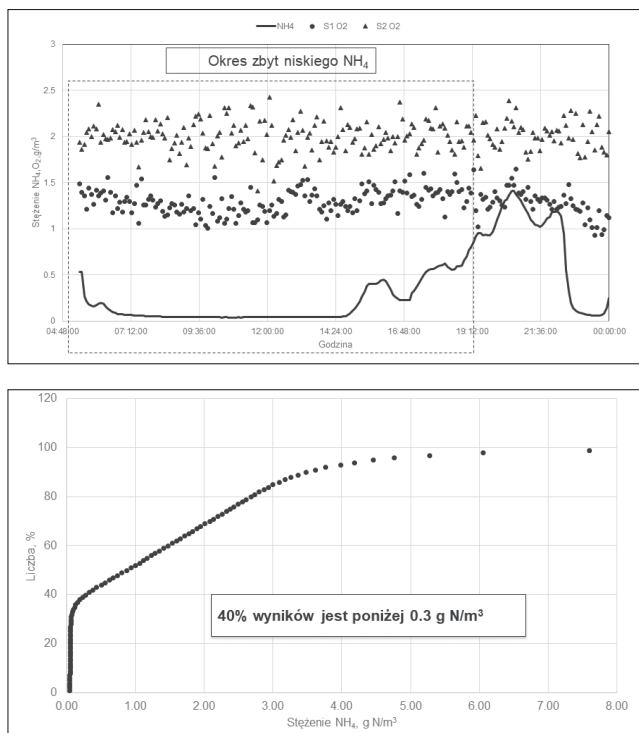 NH4 S1 O2 S2 O2
Okres zbyt niskiego NH₄
3
2.5
2
1.5
1
0.5
0
Stężenie NH₄,O₂,g/m³
04:48:00 07:12:00 09:36:00 12:00:00 14:24:00 16:48:00 19:12:00 21:36:00 00:00:00
Godzina
120
100
80
60
40
20
0
Liczba, %
40% wyników jest poniżej 0.3 g N/m³
0.00 1.00 2.00 3.00 4.00 5.00 6.00 7.00 8.00
Stężenie NH₄, g N/m³